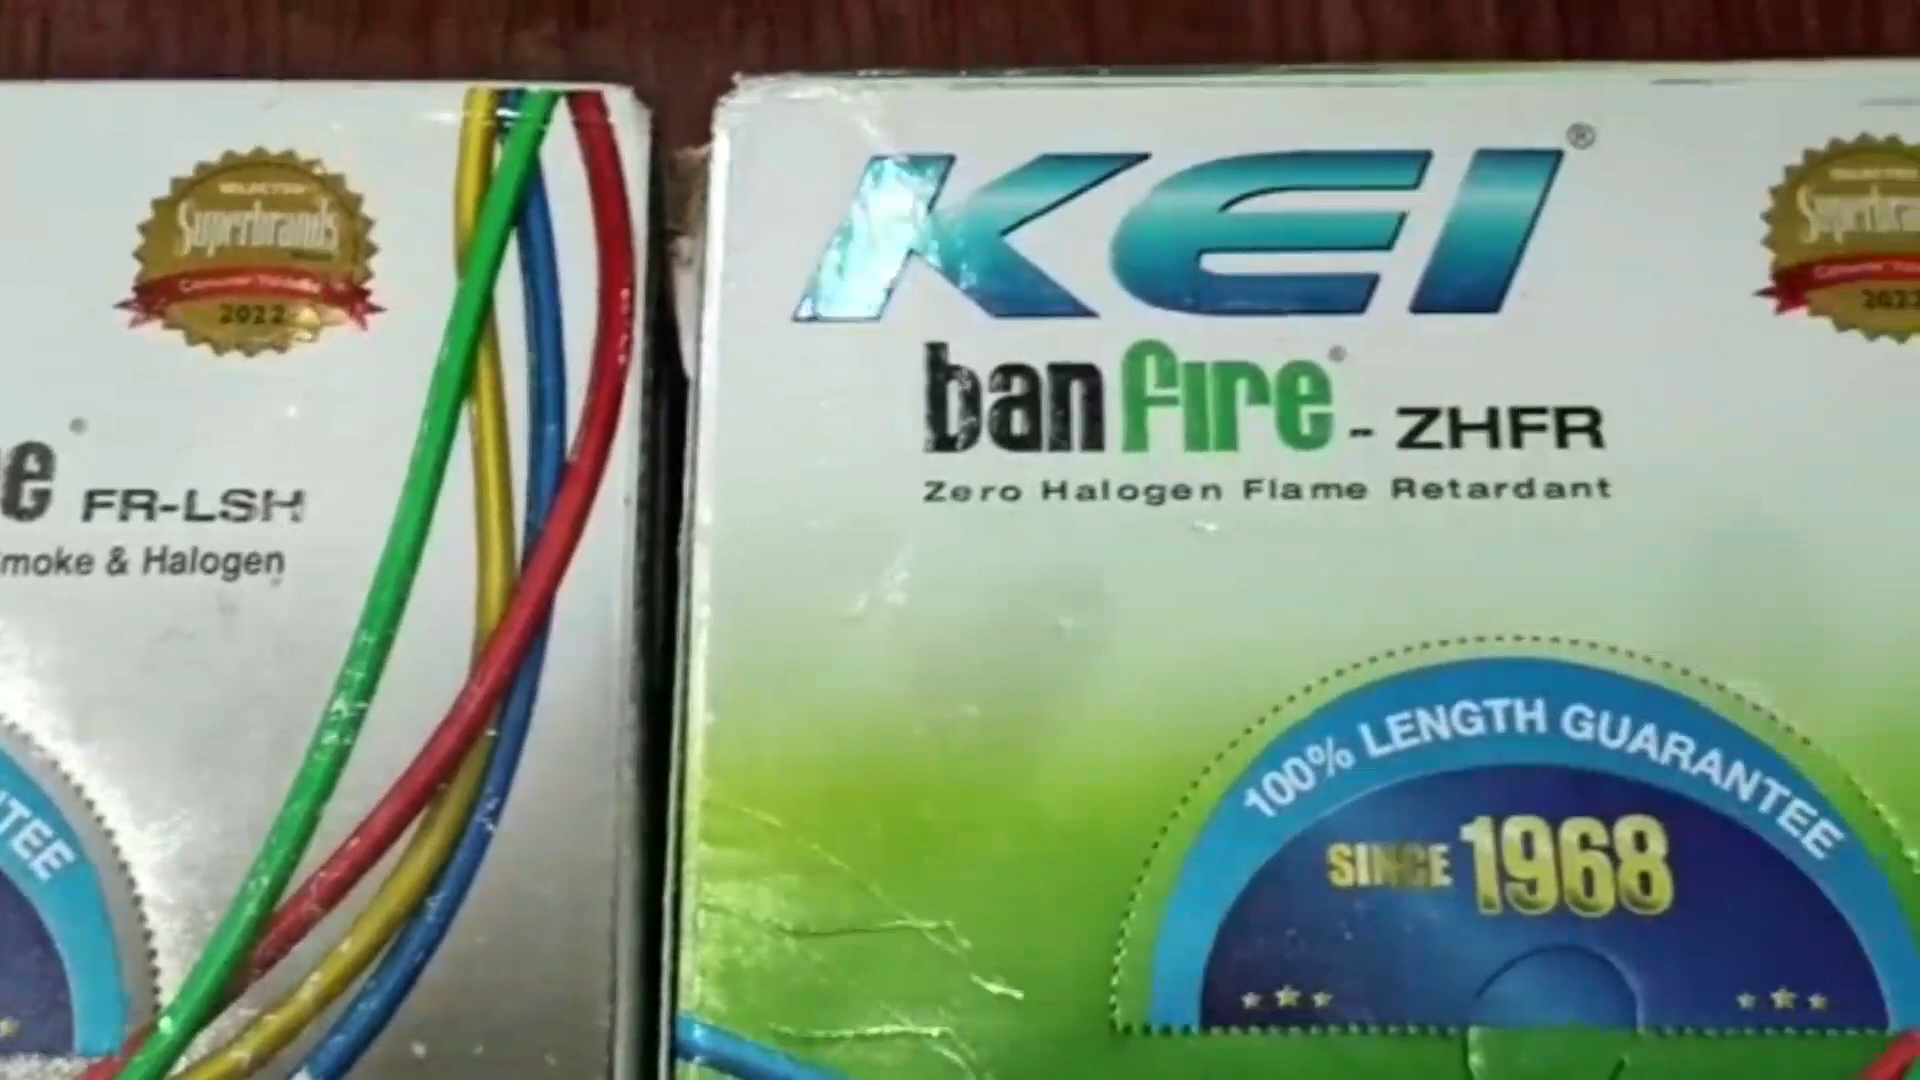 Superbrands
2022
e®
FR-LSH
moke & Halogen
TEE
KEI®
banfire® - ZHFR
Zero Halogen Flame Retardant
100% LENGTH GUARANTEE
SINCE 1968
Superbra
2022